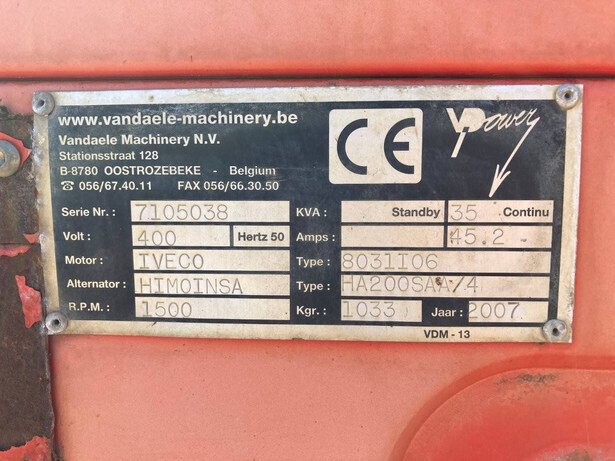 www.vandaele-machinery.be
Vandaele Machinery N.V.
Stationsstraat 128
B-8780 OOSTROZEBEKE - Belgium
☎ 056/67.40.11 FAX 056/66.30.50
CE
VPower
Serie Nr.: 7105038 KVA: Standby 35 Continu
Volt: 400 Hertz 50 Amps: 45.2
Motor: IVECO Type: 8031I06
Alternator: HIMOINSA Type: HA200SAA/4
R.P.M.: 1500 Kgr.: 1033 Jaar: 2007
VDM - 13